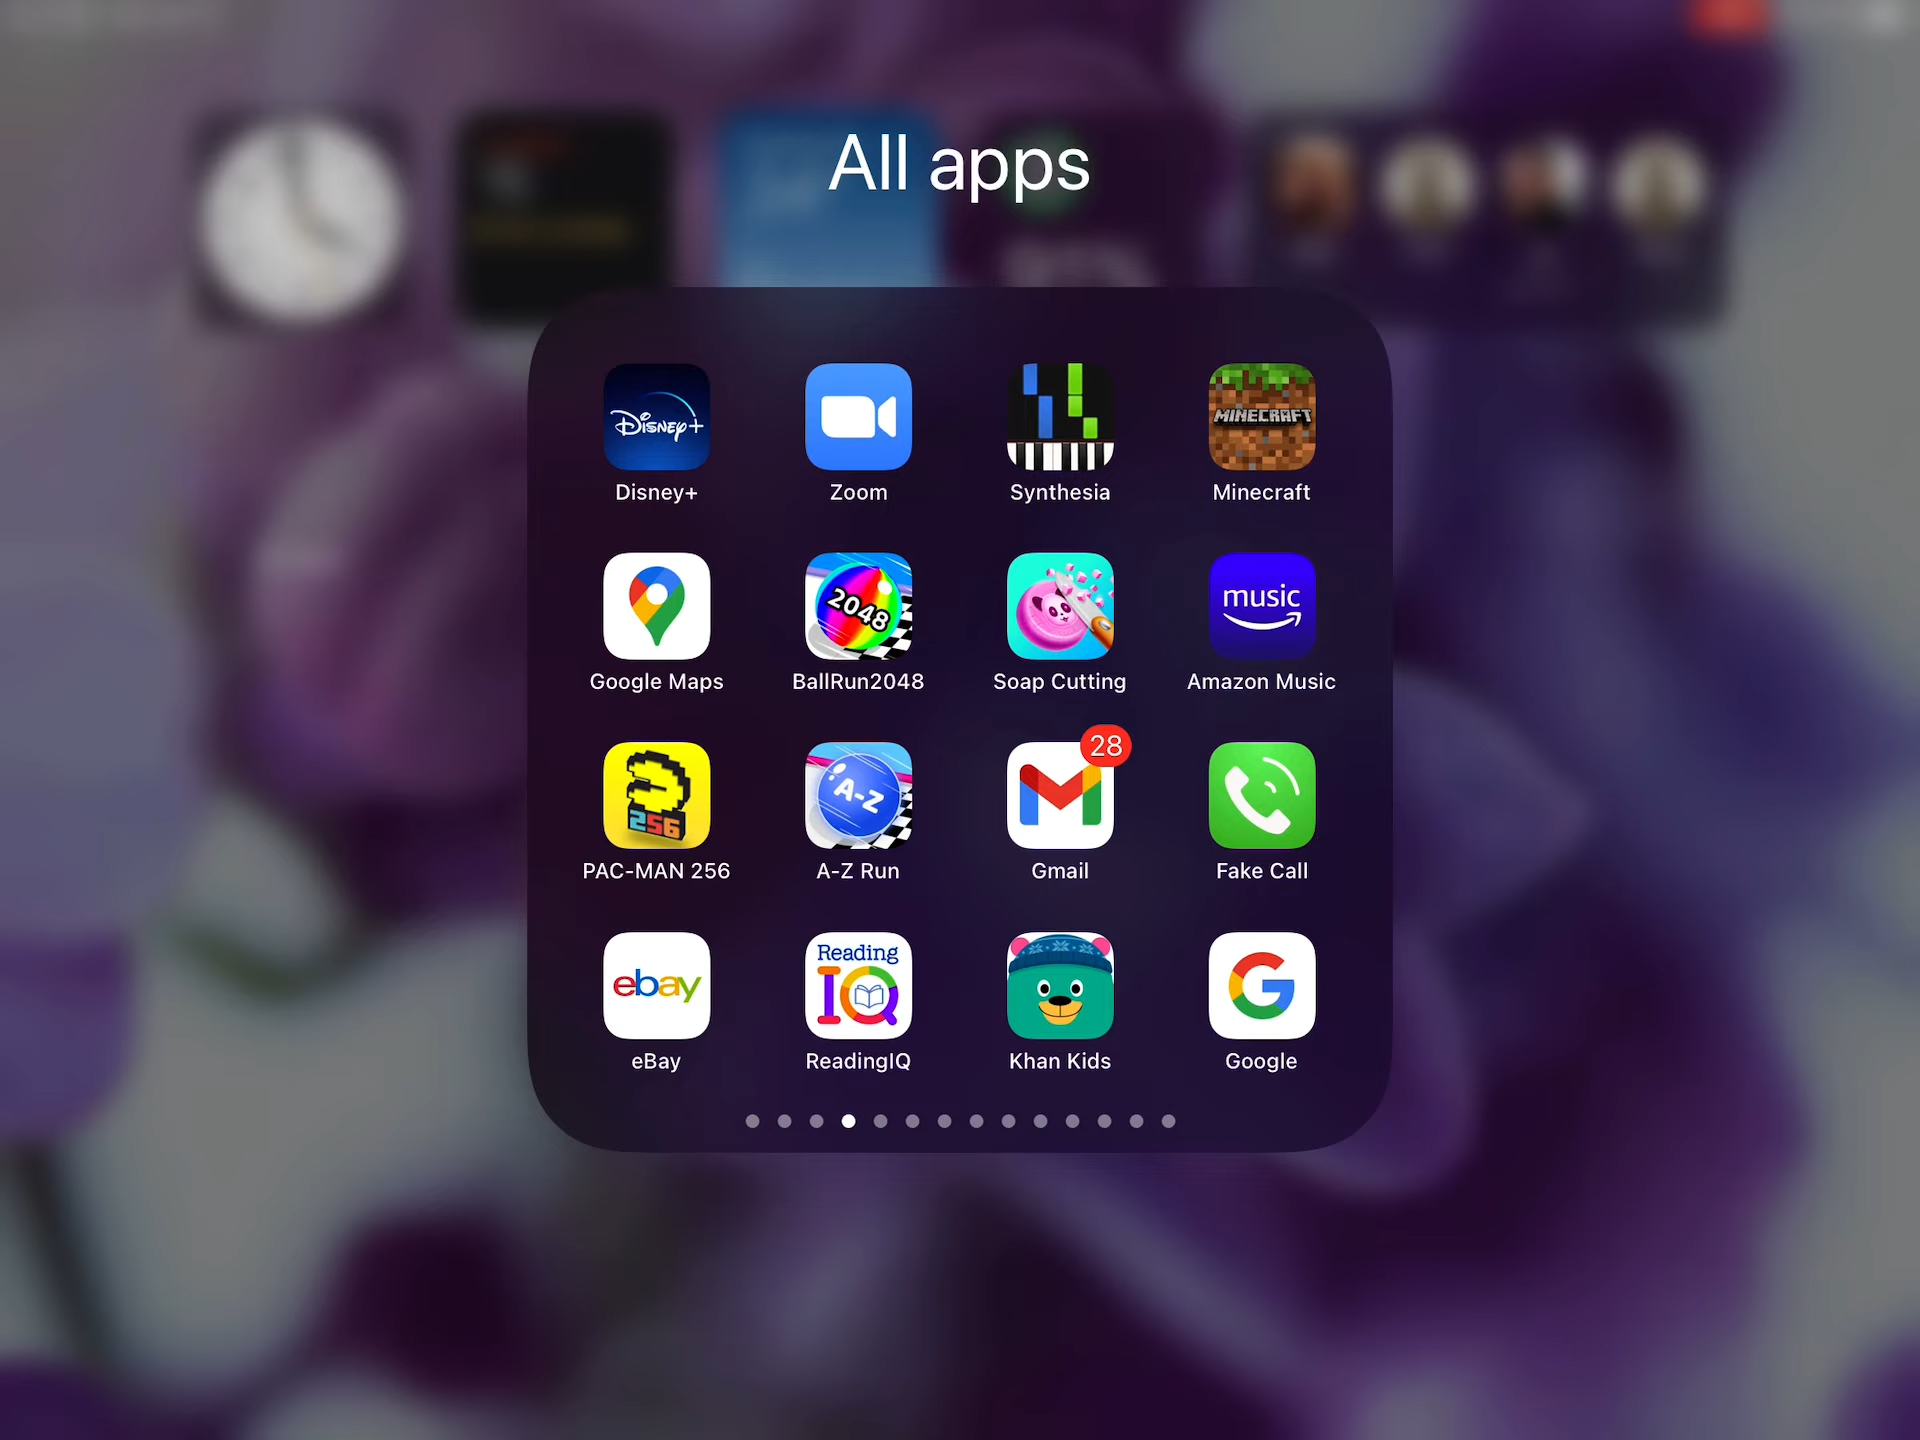 All apps
Disney+
Disney+
Zoom
Synthesia
MINECRAFT
Minecraft
Google Maps
2048
BallRun2048
Soap Cutting
music
Amazon Music
256
PAC-MAN 256
A-Z
A-Z Run
28
Gmail
Fake Call
ebay
eBay
Reading
IQ
ReadingIQ
Khan Kids
G
Google